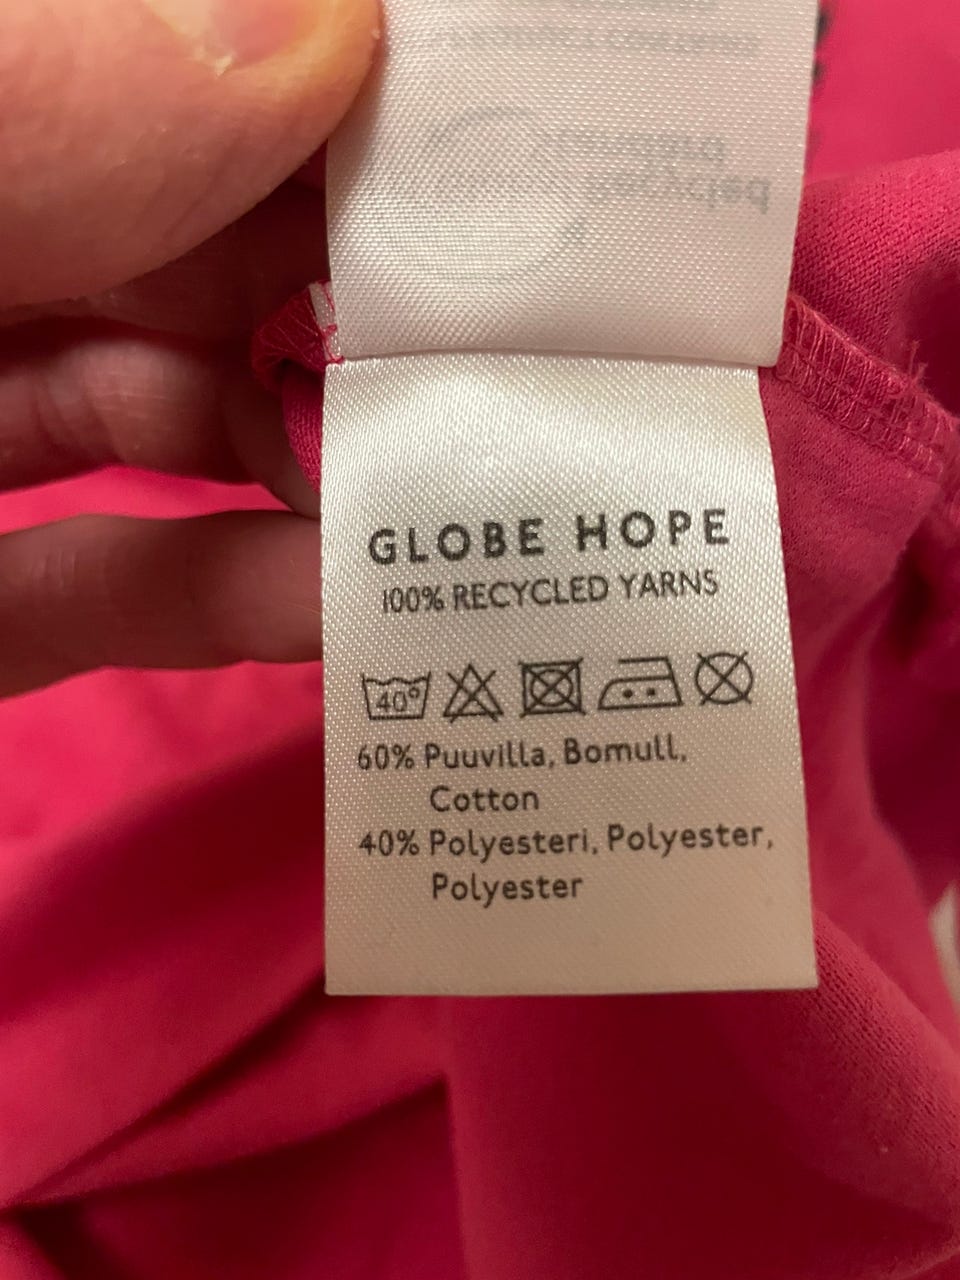 GLOBE HOPE
100% RECYCLED YARNS
40°
60% Puuvilla, Bomull,
Cotton
40% Polyesteri, Polyester,
Polyester